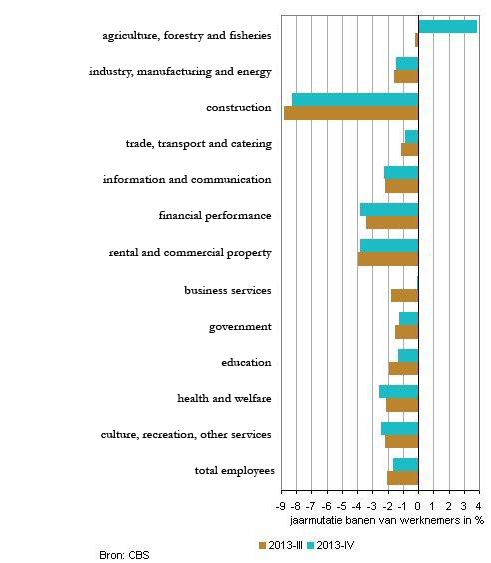 agriculture, forestry and fisheries
industry, manufacturing and energy
construction
trade, transport and catering
information and communication
financial performance
rental and commercial property
business services
government
education
health and welfare
culture, recreation, other services
total employees
-9 -8 -7 -6 -5 -4 -3 -2 -1 0 1 2 3 4
jaarmutatie banen van werknemers in %
2013-III 2013-IV
Bron: CBS